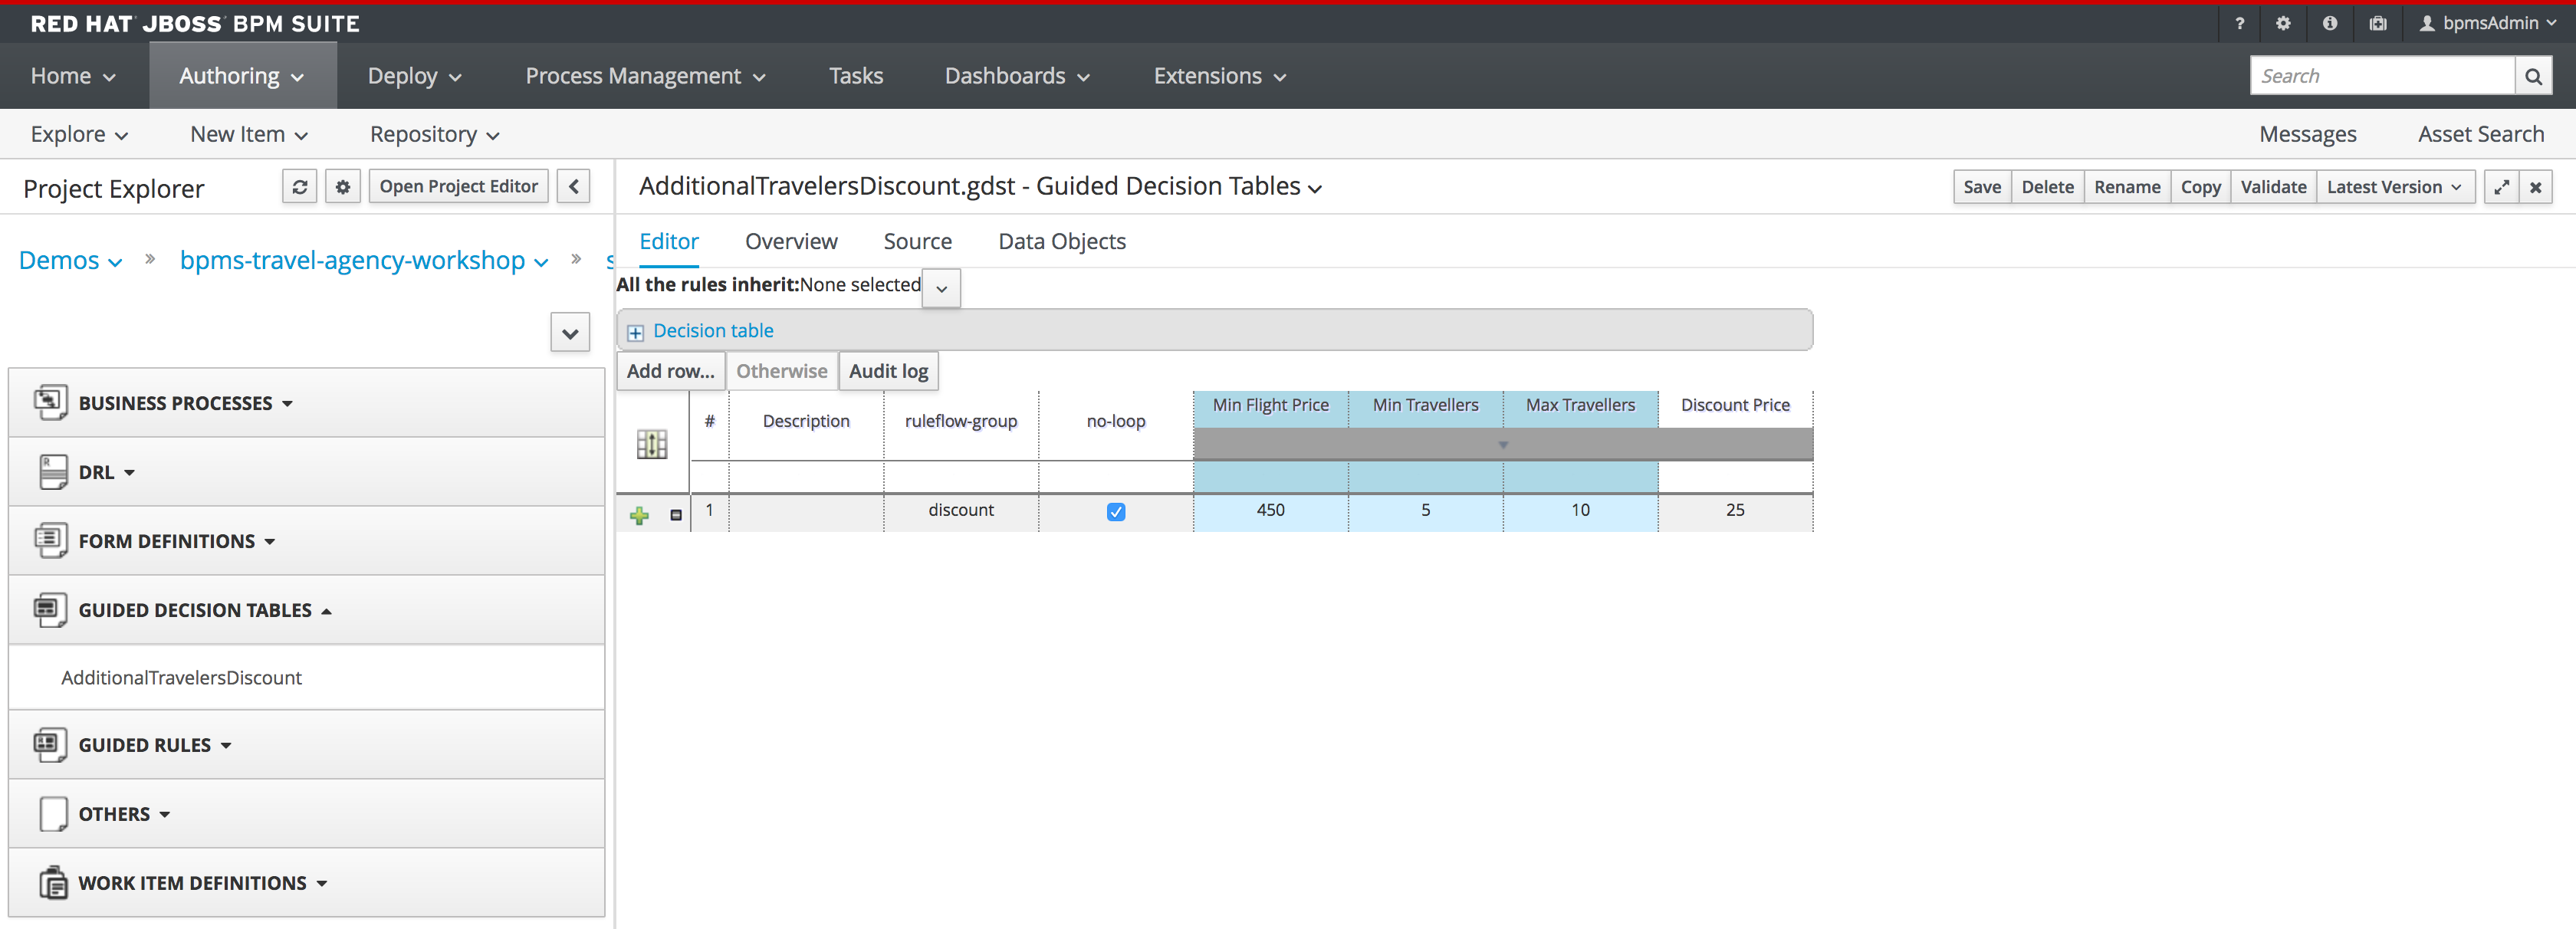 RED HAT JBOSS BPM SUITE
? bpmsAdmin
Home Authoring Deploy Process Management Tasks Dashboards Extensions Search
Explore New Item Repository Messages Asset Search
Project Explorer Open Project Editor
AdditionalTravelersDiscount.gdst - Guided Decision Tables Save Delete Rename Copy Validate Latest Version
Editor Overview Source Data Objects
Demos » bpms-travel-agency-workshop »
All the rules inherit:None selected
Decision table
Add row... Otherwise Audit log
# Description ruleflow-group no-loop Min Flight Price Min Travellers Max Travellers Discount Price
1 discount 450 5 10 25
BUSINESS PROCESSES
DRL
FORM DEFINITIONS
GUIDED DECISION TABLES
AdditionalTravelersDiscount
GUIDED RULES
OTHERS
WORK ITEM DEFINITIONS